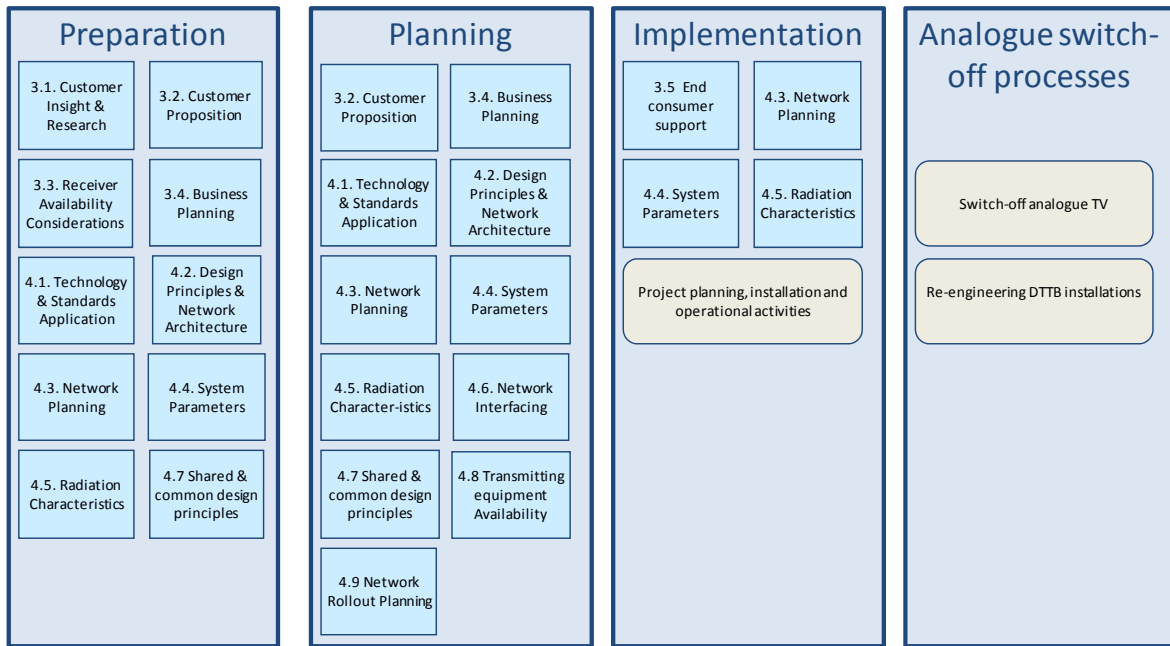 Preparation
3.1. Customer
Insight &
Research
3.2. Customer
Proposition
3.3. Receiver
Availability
Considerations
3.4. Business
Planning
4.1. Technology
& Standards
Application
4.2. Design
Principles &
Network
Architecture
4.3. Network
Planning
4.4. System
Parameters
4.5. Radiation
Characteristics
4.7 Shared &
common design
principles
Planning
3.2. Customer
Proposition
3.4. Business
Planning
4.1. Technology
& Standards
Application
4.2. Design
Principles &
Network
Architecture
4.3. Network
Planning
4.4. System
Parameters
4.5. Radiation
Character-istics
4.6. Network
Interfacing
4.7 Shared &
common design
principles
4.8 Transmitting
equipment
Availability
4.9 Network
Rollout Planning
Implementation
3.5 End
consumer
support
4.3. Network
Planning
4.4. System
Parameters
4.5. Radiation
Characteristics
Project planning, installation and
operational activities
Analogue switch-
off processes
Switch-off analogue TV
Re-engineering DTTB installations